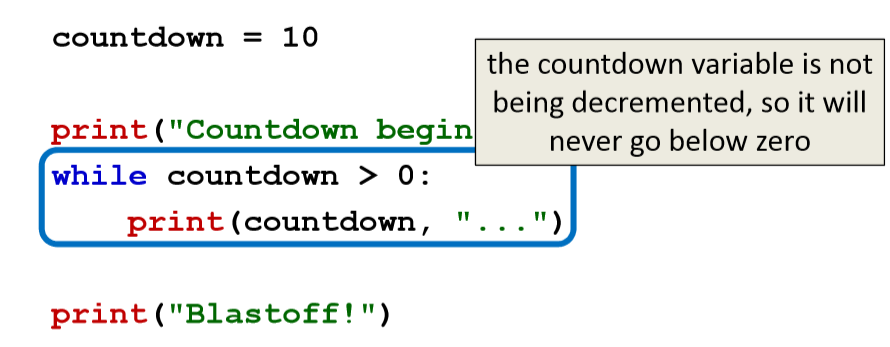 countdown = 10
print("Countdown begin
the countdown variable is not
being decremented, so it will
never go below zero
while countdown > 0:
    print(countdown, "...")
print("Blastoff!")